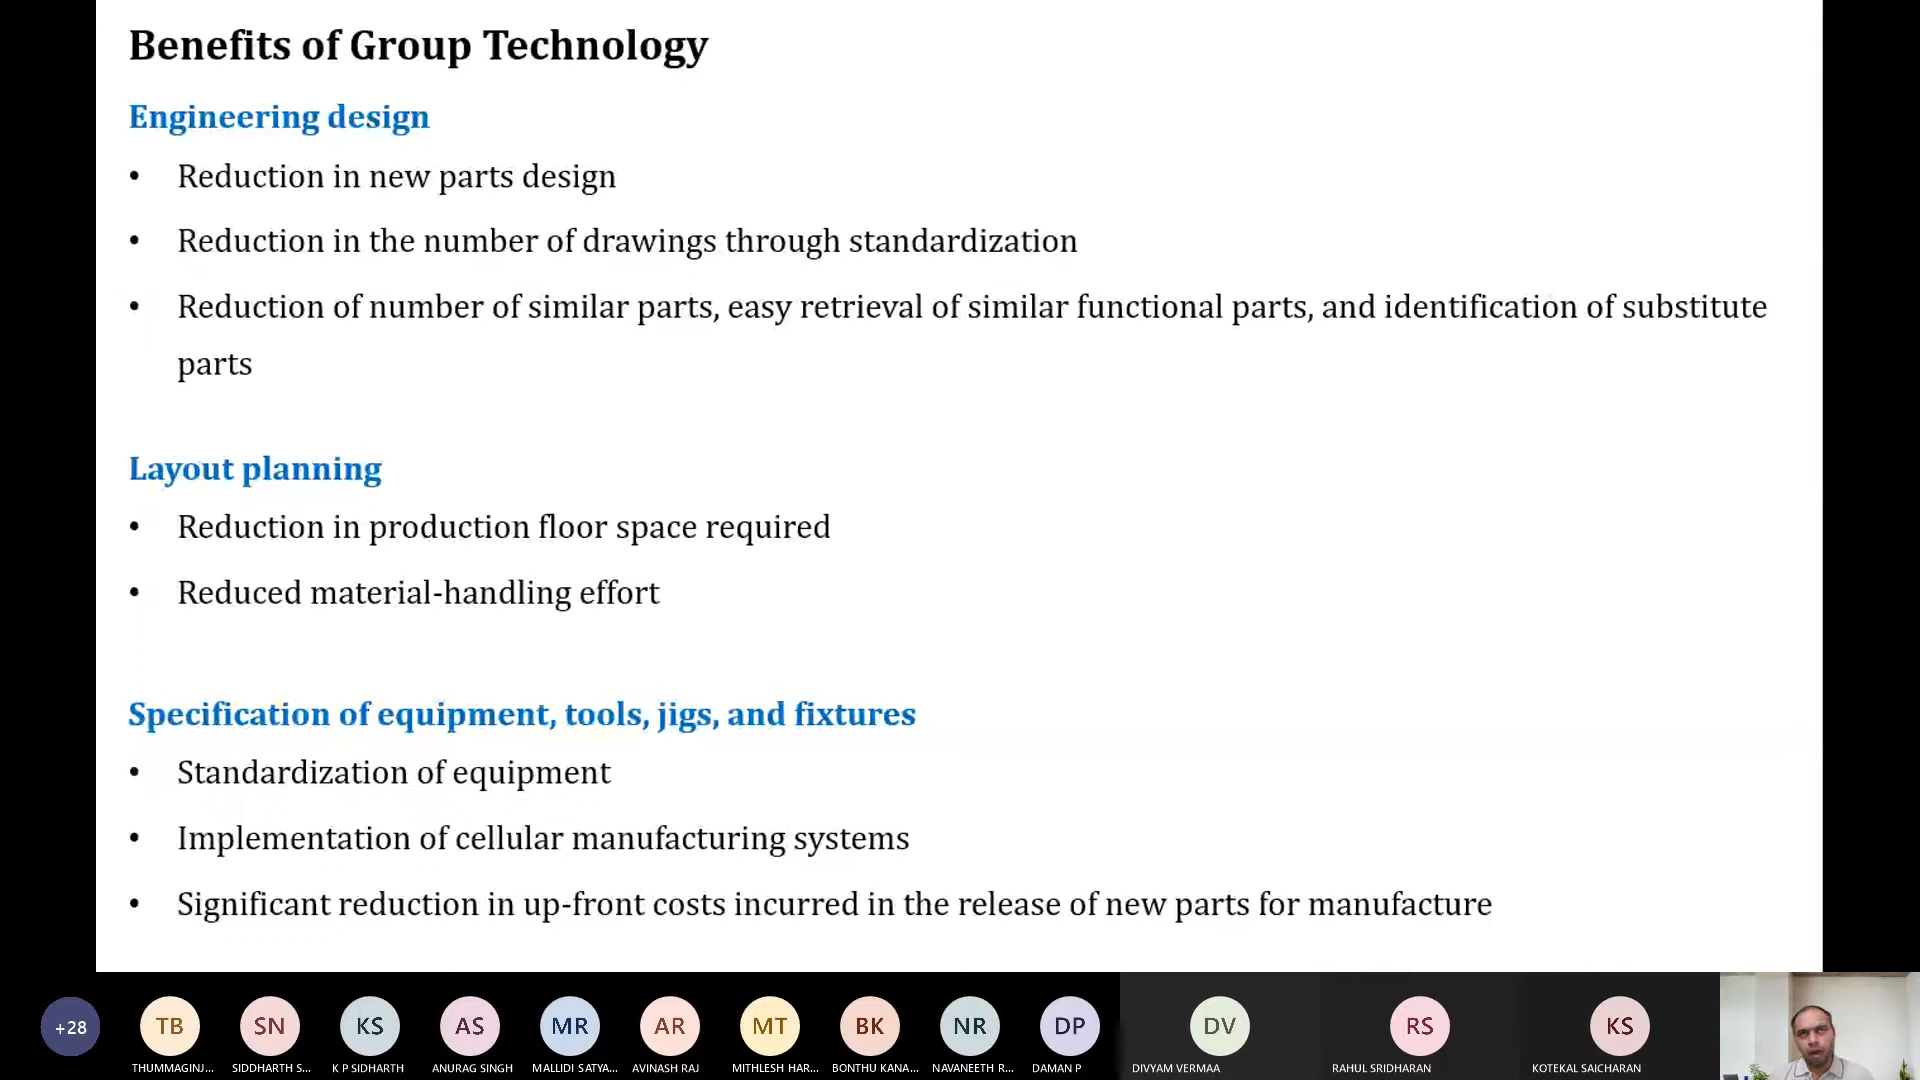 Benefits of Group Technology
Engineering design
• Reduction in new parts design
• Reduction in the number of drawings through standardization
• Reduction of number of similar parts, easy retrieval of similar functional parts, and identification of substitute
parts
Layout planning
• Reduction in production floor space required
• Reduced material-handling effort
Specification of equipment, tools, jigs, and fixtures
• Standardization of equipment
• Implementation of cellular manufacturing systems
• Significant reduction in up-front costs incurred in the release of new parts for manufacture
+28 TB SN KS AS MR AR MT BK NR DP DV RS KS
THUMMAGINJ... SIDDHARTH S... K P SIDHARTH ANURAG SINGH MALLIDI SATYA... AVINASH RAJ MITHLESH HAR... BONTHU KANA... NAVANEETH R... DAMAN P DIVYAM VERMAA RAHUL SRIDHARAN KOTEKAL SAICHARAN